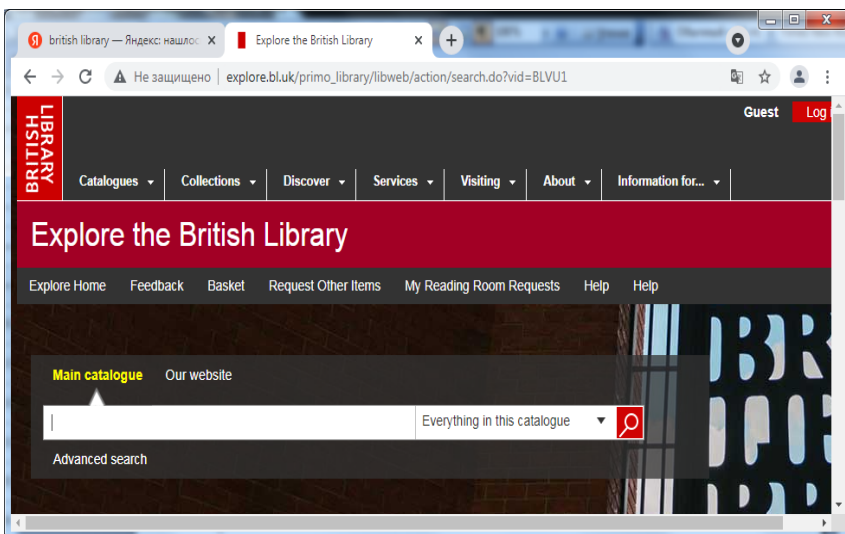 british library — Яндекс: нашлос
Explore the British Library
Не защищено explore.bl.uk/primo_library/libweb/action/search.do?vid=BLVU1
Guest Log i
BRITISH
LIBRARY
Catalogues Collections Discover Services Visiting About Information for...
Explore the British Library
Explore Home Feedback Basket Request Other Items My Reading Room Requests Help Help
Main catalogue Our website
Everything in this catalogue
Advanced search